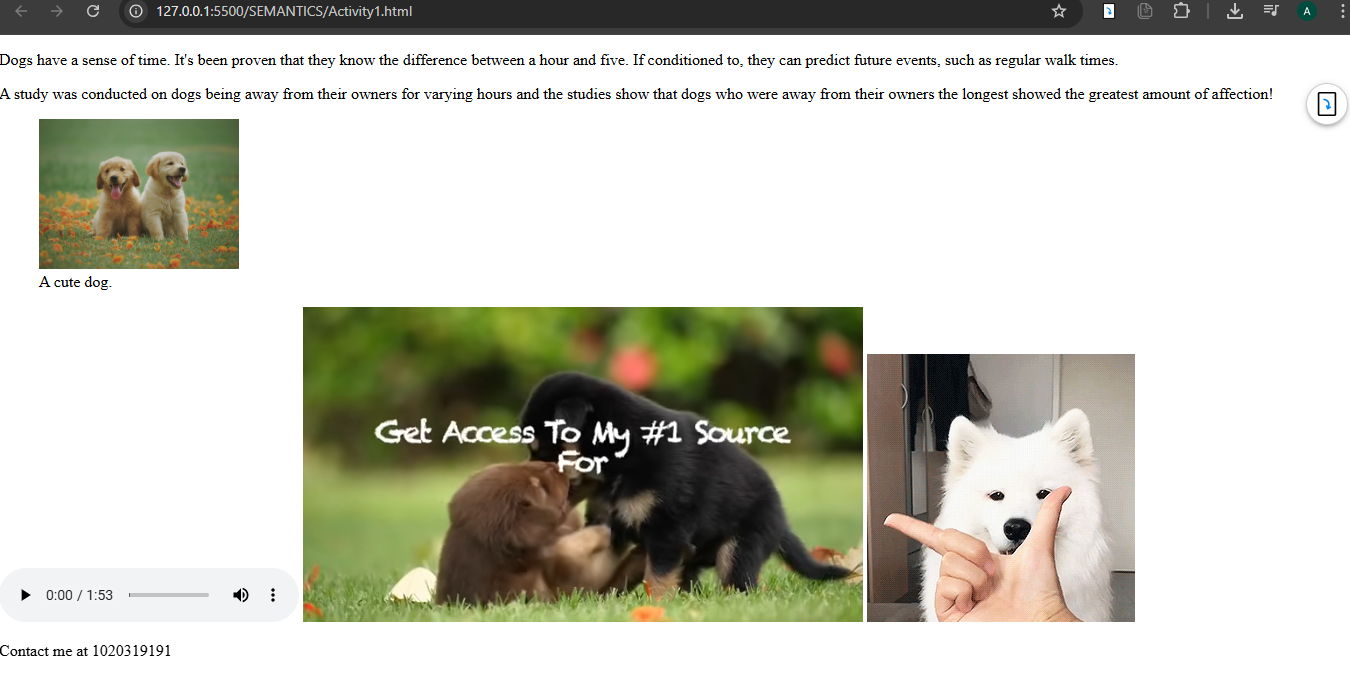 127.0.0.1:5500/SEMANTICS/Activity1.html
A
Dogs have a sense of time. It's been proven that they know the difference between a hour and five. If conditioned to, they can predict future events, such as regular walk times.
A study was conducted on dogs being away from their owners for varying hours and the studies show that dogs who were away from their owners the longest showed the greatest amount of affection!
A cute dog.
Get Access To My #1 Source
For
0:00 / 1:53
Contact me at 1020319191